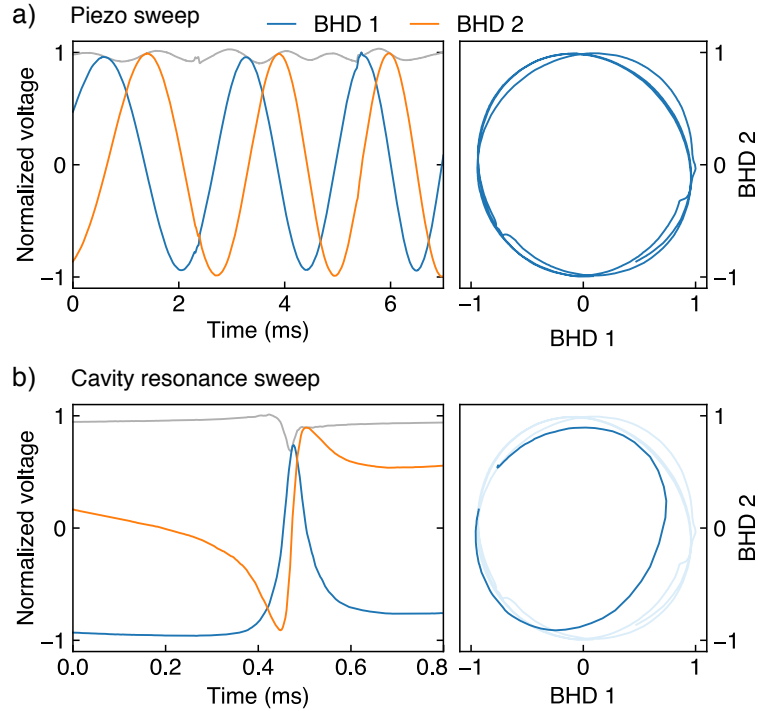 a) Piezo sweep
BHD 1 BHD 2
Normalized voltage
1
0
−1
0 2 4 6
Time (ms)
1
0
−1
BHD 2
−1 0 1
BHD 1
b) Cavity resonance sweep
Normalized voltage
1
0
−1
0.0 0.2 0.4 0.6 0.8
Time (ms)
1
0
−1
BHD 2
−1 0 1
BHD 1